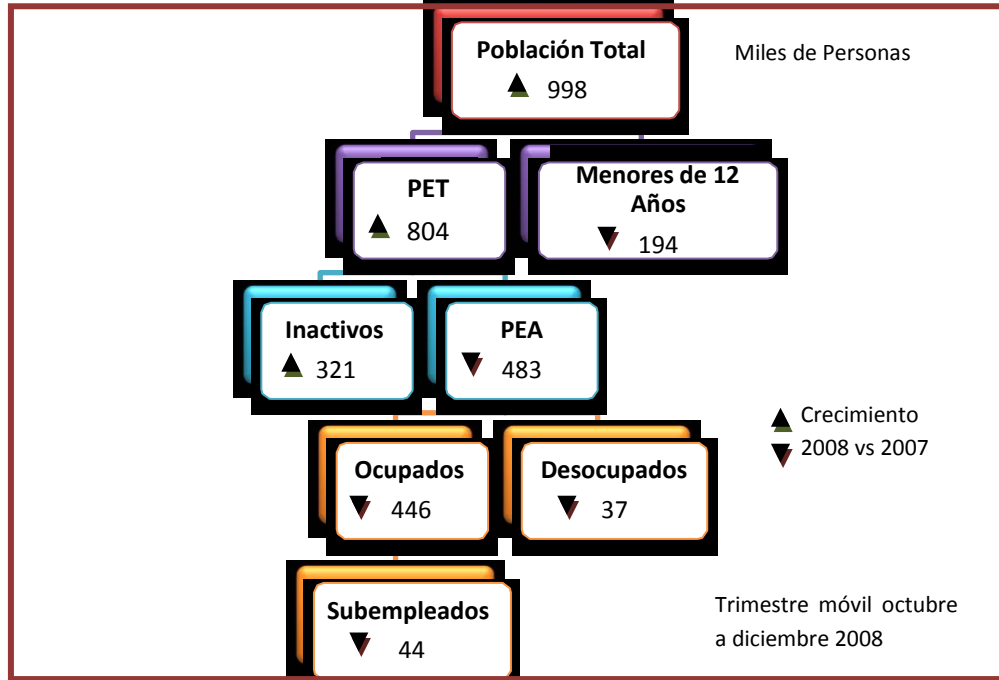 Población Total
998
Miles de Personas
PET
804
Menores de 12
Años
194
Inactivos
321
PEA
483
Crecimiento
2008 vs 2007
Ocupados
446
Desocupados
37
Subempleados
44
Trimestre móvil octubre
a diciembre 2008